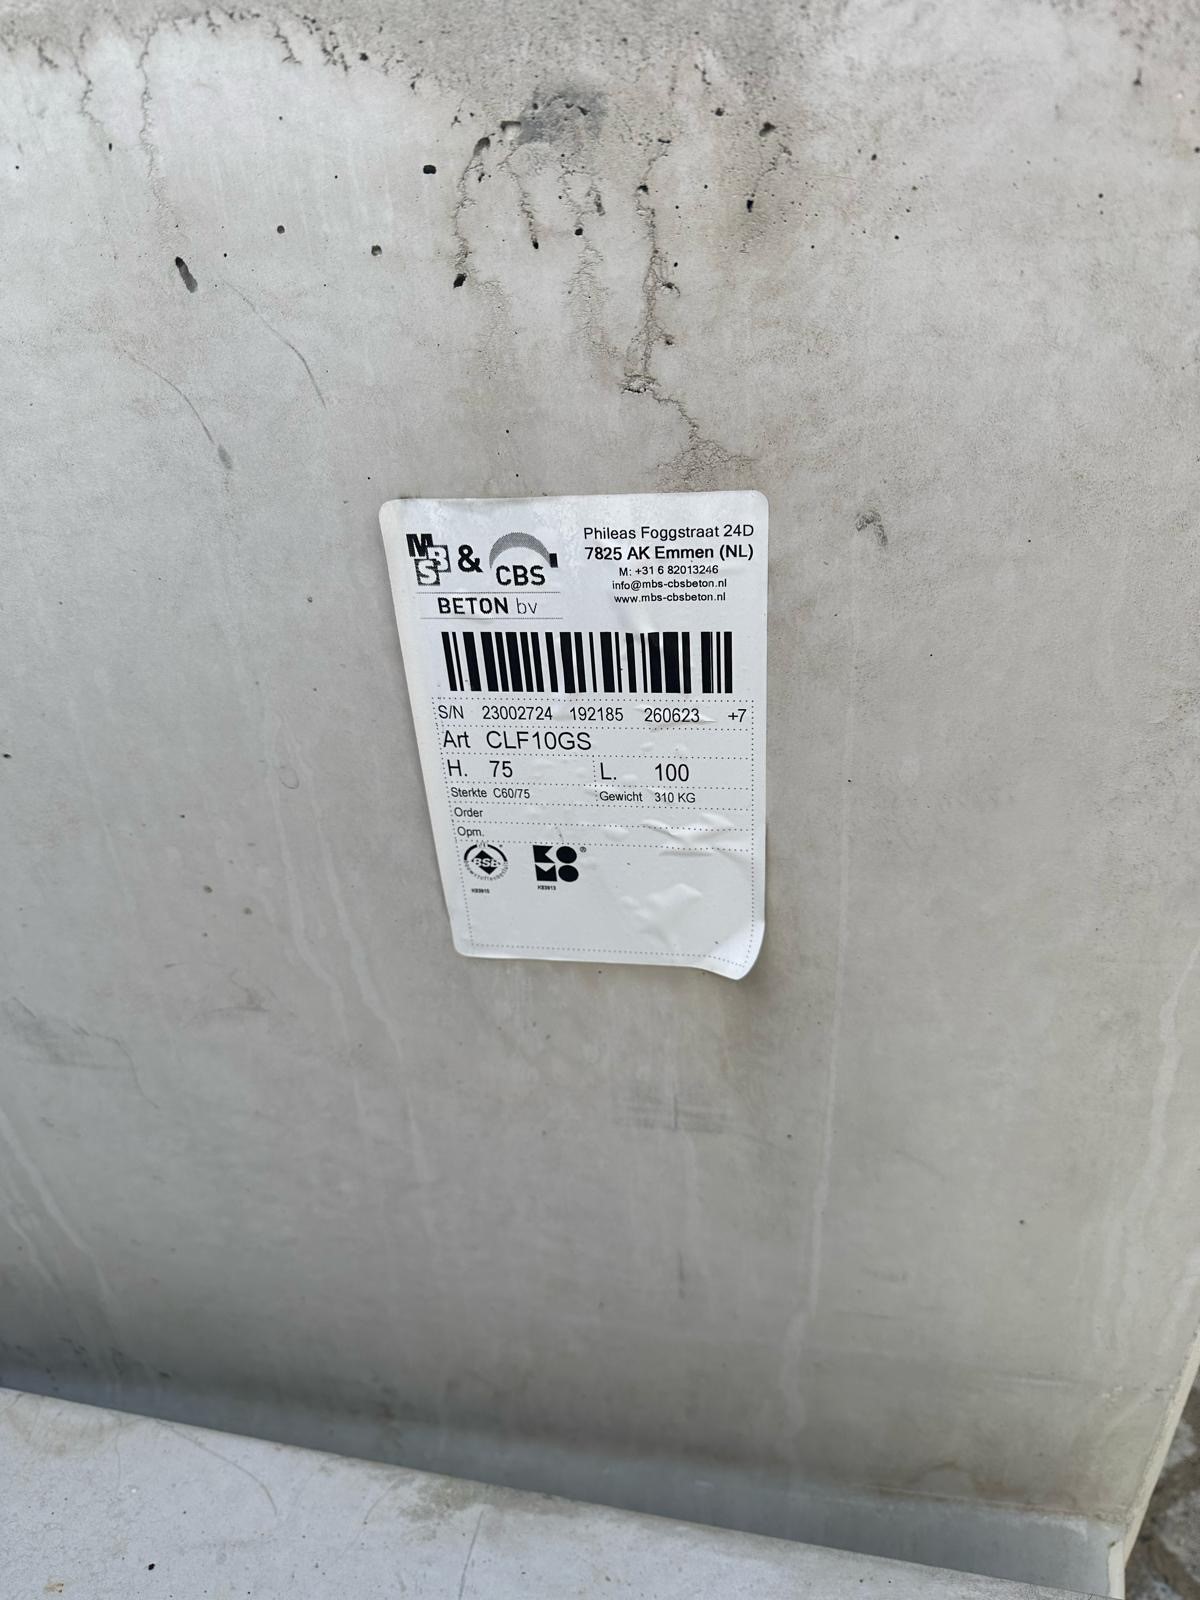 MBS & CBS
BETON bv
Phileas Foggstraat 24D
7825 AK Emmen (NL)
M: +31 6 82013246
info@mbs-cbsbeton.nl
www.mbs-cbsbeton.nl
S/N 23002724 192185 260623 +7
Art CLF10GS
H. 75 L. 100
Sterkte C60/75 Gewicht 310 KG
Order
Opm.
BSB
KOMO®